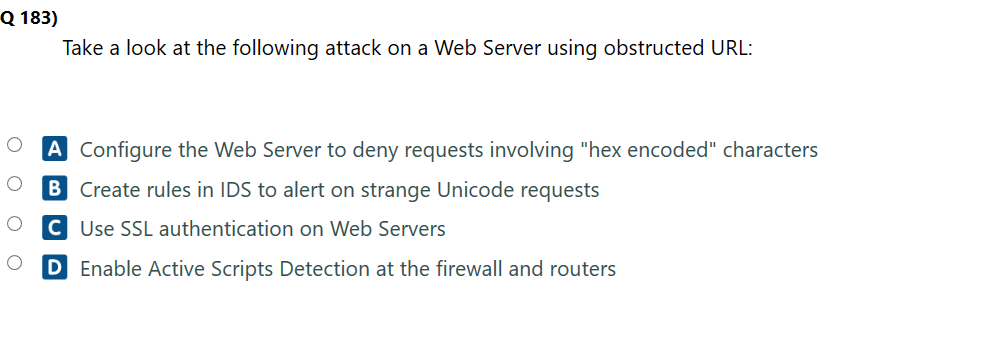 Q 183)
Take a look at the following attack on a Web Server using obstructed URL:
A Configure the Web Server to deny requests involving "hex encoded" characters
B Create rules in IDS to alert on strange Unicode requests
C Use SSL authentication on Web Servers
D Enable Active Scripts Detection at the firewall and routers